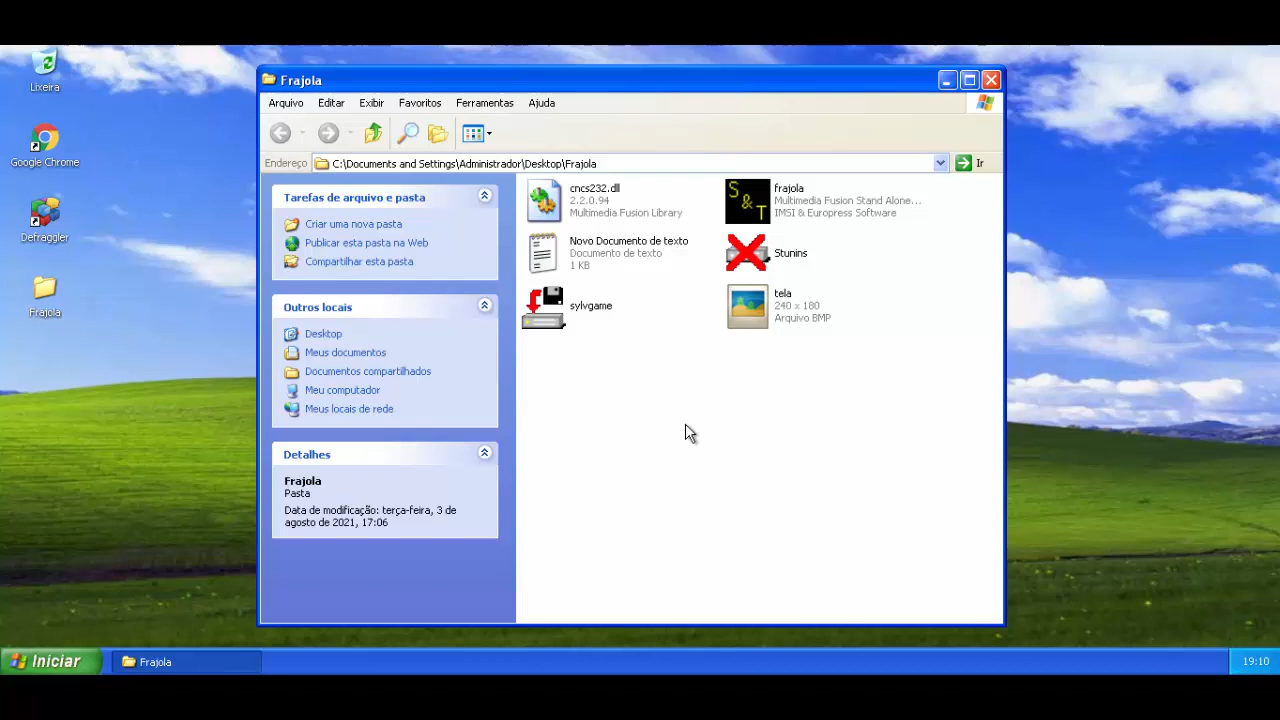 Lixeira
Google Chrome
Defraggler
Frajola
Frajola
Arquivo Editar Exibir Favoritos Ferramentas Ajuda
Endereço C:\Documents and Settings\Administrador\Desktop\Frajola Ir
Tarefas de arquivo e pasta
Criar uma nova pasta
Publicar esta pasta na Web
Compartilhar esta pasta
Outros locais
Desktop
Meus documentos
Documentos compartilhados
Meu computador
Meus locais de rede
Detalhes
Frajola
Pasta
Data de modificação: terça-feira, 3 de
agosto de 2021, 17:06
cncs232.dll
2.2.0.94
Multimedia Fusion Library
S & T
frajola
Multimedia Fusion Stand Alone...
IMSI & Europress Software
Novo Documento de texto
Documento de texto
1 KB
Stunins
sylvgame
tela
240 x 180
Arquivo BMP
Iniciar
Frajola
19:10